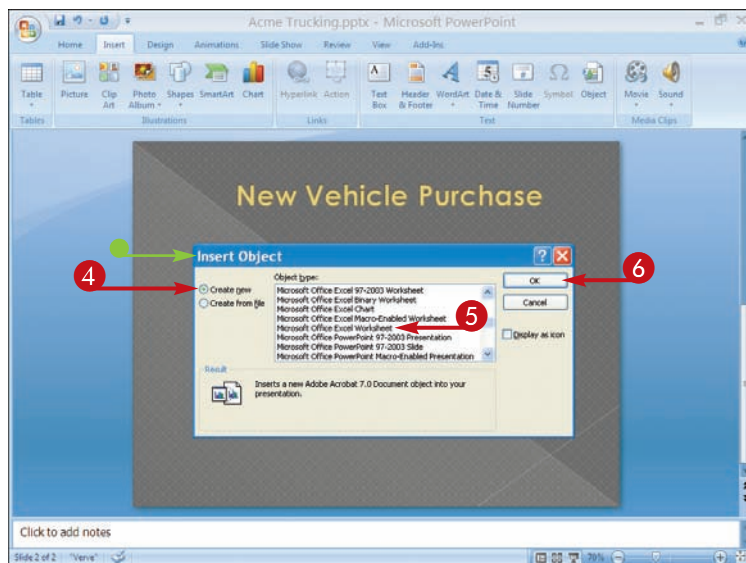 Acme Trucking.pptx - Microsoft PowerPoint
Home Insert Design Animations Slide Show Review View Add-Ins
Table Picture Clip Art Photo Album Shapes SmartArt Chart Hyperlink Action Text Box Header & Footer WordArt Date & Time Slide Number Symbol Object Movie Sound
Tables Illustrations Links Text Media Clips
New Vehicle Purchase
Insert Object
4
Create new
Create from file
Object type:
Microsoft Office Excel 97-2003 Worksheet
Microsoft Office Excel Binary Worksheet
Microsoft Office Excel Chart
Microsoft Office Excel Macro-Enabled Worksheet
Microsoft Office Excel Worksheet
Microsoft Office PowerPoint 97-2003 Presentation
Microsoft Office PowerPoint 97-2003 Slide
Microsoft Office PowerPoint Macro-Enabled Presentation
5
OK
6
Cancel
Display as icon
Result
Inserts a new Adobe Acrobat 7.0 Document object into your
presentation.
Click to add notes
Slide 2 of 2 "Verve" 70%